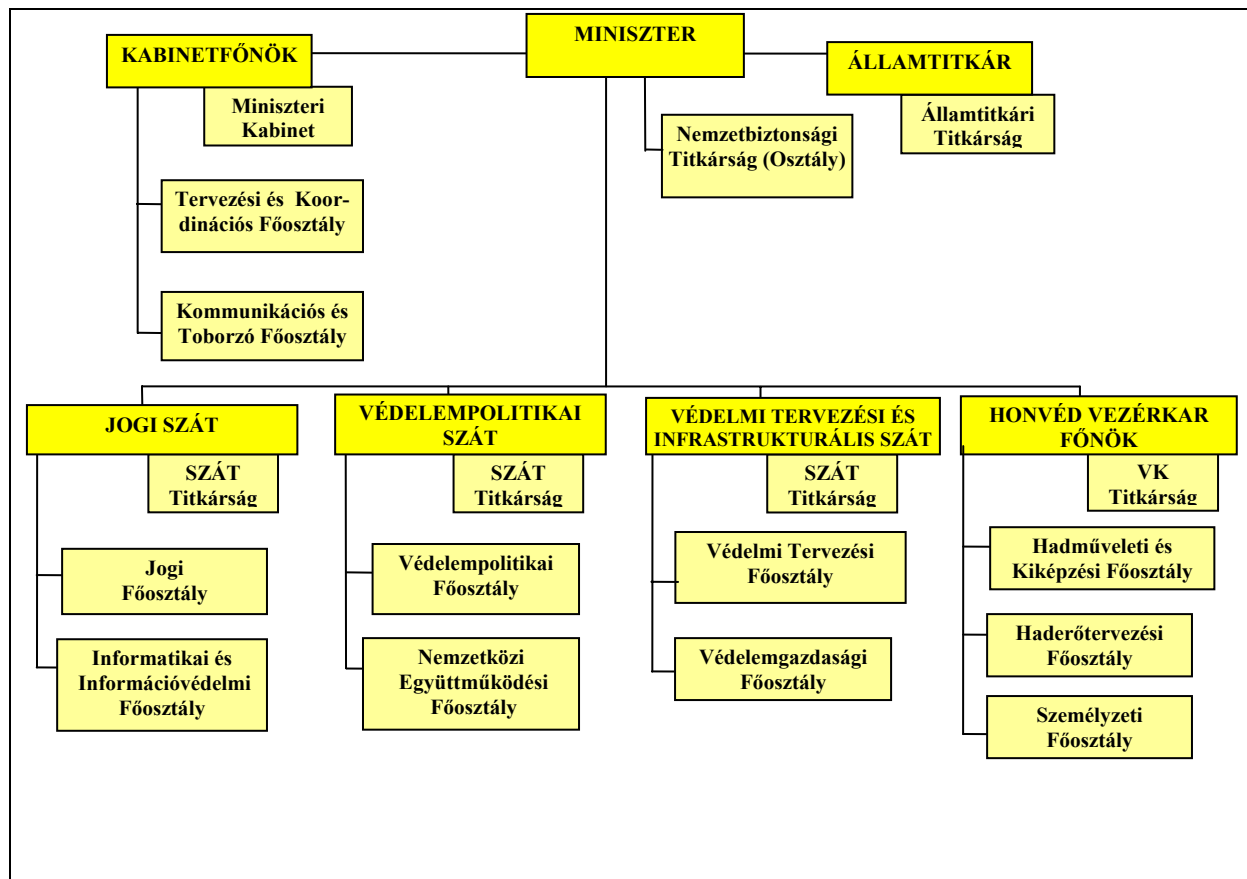 MINISZTER
KABINETFŐNÖK
ÁLLAMTITKÁR
Miniszteri
Kabinet
Államtitkári
Titkárság
Nemzetbiztonsági
Titkárság (Osztály)
Tervezési és Koor-
dinációs Főosztály
Kommunikációs és
Toborzó Főosztály
JOGI SZÁT
SZÁT
Titkárság
Jogi
Főosztály
Informatikai és
Információvédelmi
Főosztály
VÉDELEMPOLITIKAI
SZÁT
SZÁT
Titkárság
Védelempolitikai
Főosztály
Nemzetközi
Együttműködési
Főosztály
VÉDELMI TERVEZÉSI ÉS
INFRASTRUKTURÁLIS SZÁT
SZÁT
Titkárság
Védelmi Tervezési
Főosztály
Védelemgazdasági
Főosztály
HONVÉD VEZÉRKAR
FŐNÖK
VK
Titkárság
Hadműveleti és
Kiképzési Főosztály
Haderőtervezési
Főosztály
Személyzeti
Főosztály